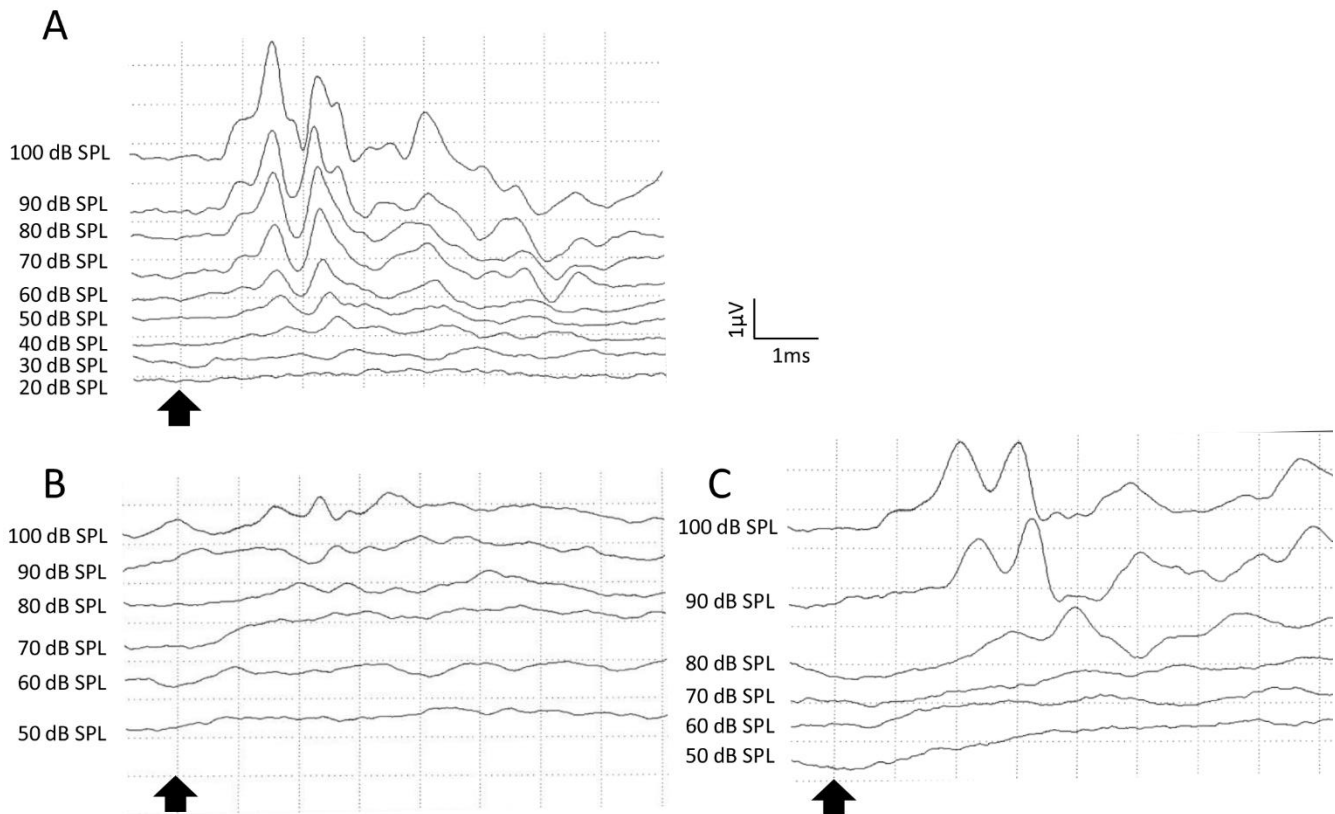 A
100 dB SPL
90 dB SPL
80 dB SPL
70 dB SPL
60 dB SPL
50 dB SPL
40 dB SPL
30 dB SPL
20 dB SPL
1μV
1ms
B
100 dB SPL
90 dB SPL
80 dB SPL
70 dB SPL
60 dB SPL
50 dB SPL
C
100 dB SPL
90 dB SPL
80 dB SPL
70 dB SPL
60 dB SPL
50 dB SPL